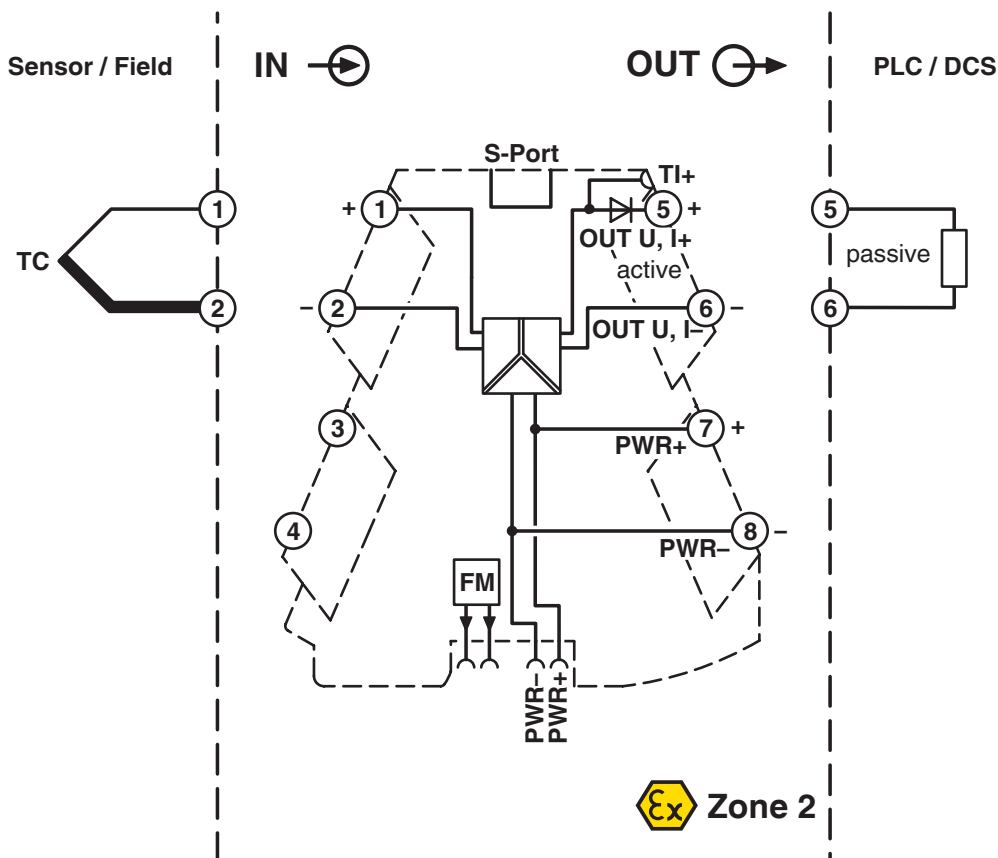 Sensor / Field
IN
OUT
PLC / DCS
S-Port
TI+
1
+ 1
5 +
5
OUT U, I+
TC
active
passive
2
– 2
6 –
6
OUT U, I–
3
7 +
PWR+
4
8 –
PWR–
FM
PWR–
PWR+
Ex Zone 2